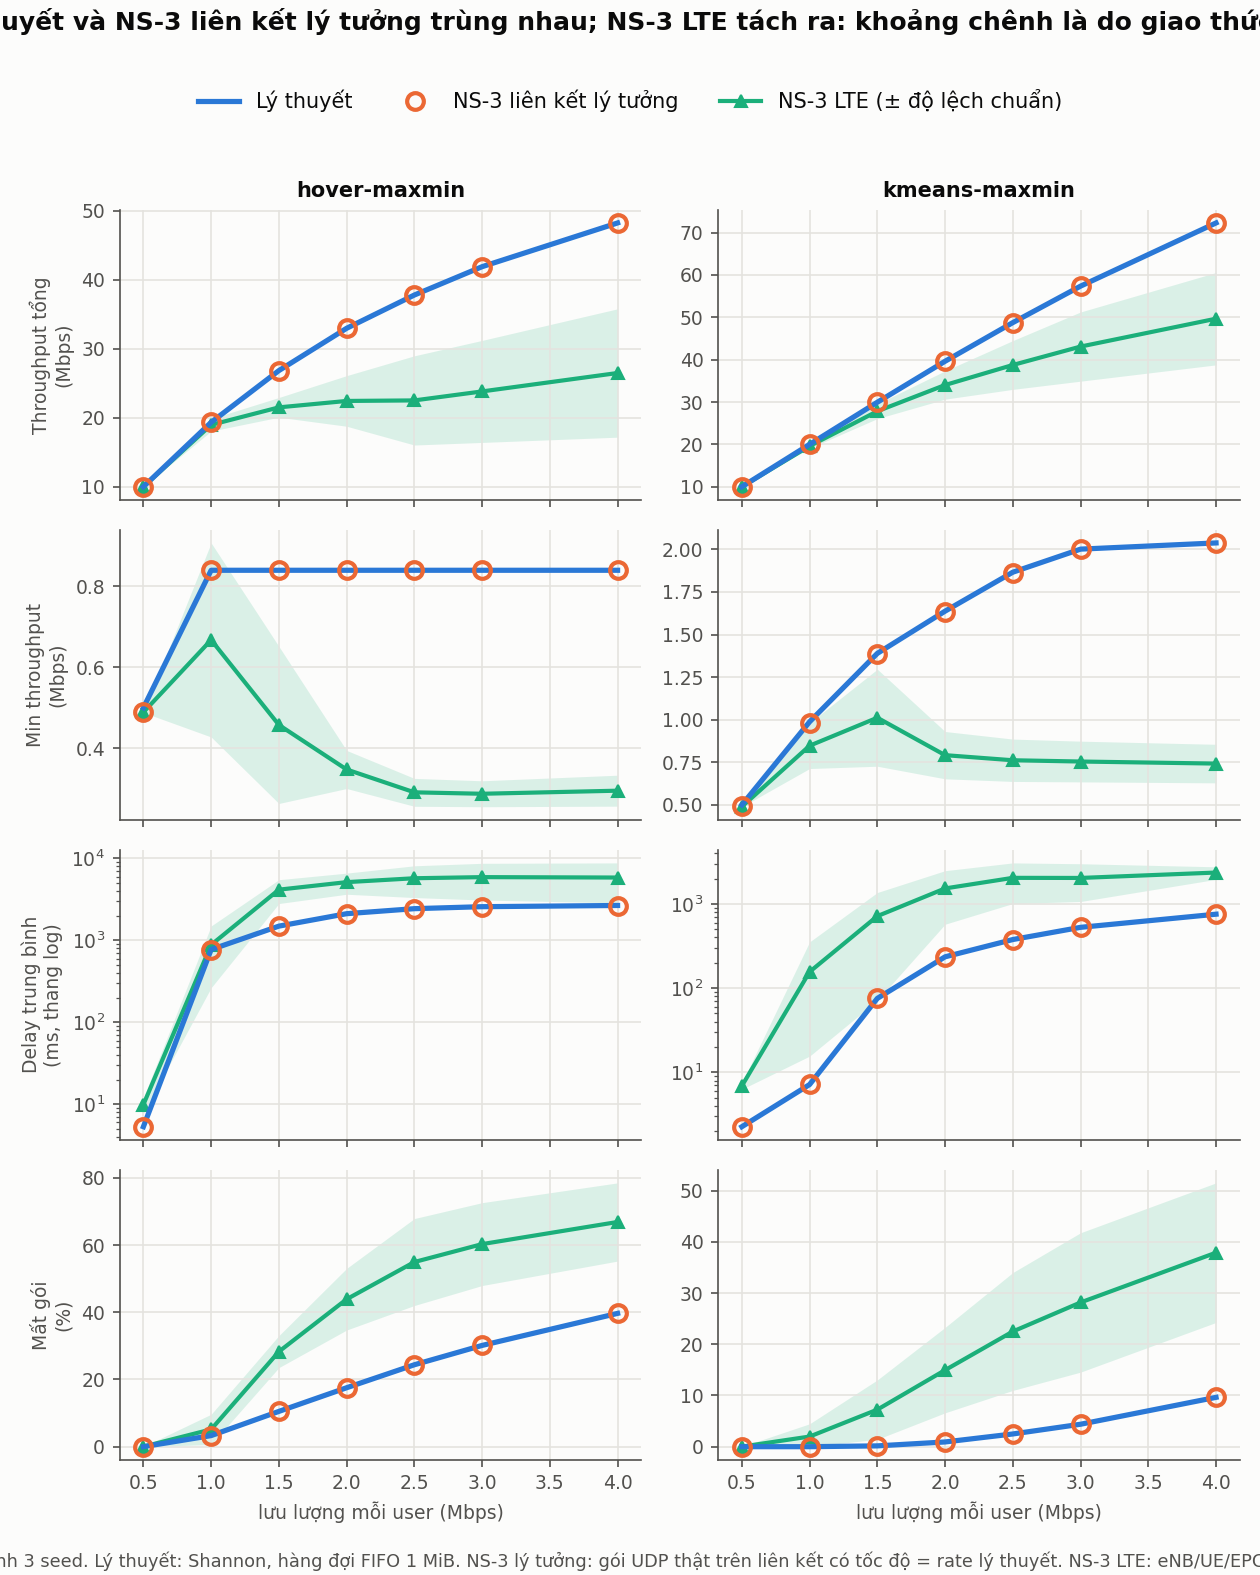 uyết và NS-3 liên kết lý tưởng trùng nhau; NS-3 LTE tách ra: khoảng chênh là do giao thức
Lý thuyết
NS-3 liên kết lý tưởng
NS-3 LTE (± độ lệch chuẩn)
hover-maxmin
kmeans-maxmin
Throughput tổng
(Mbps)
50
40
30
20
10
70
60
50
40
30
20
10
Min throughput
(Mbps)
0.8
0.6
0.4
2.00
1.75
1.50
1.25
1.00
0.75
0.50
Delay trung bình
(ms, thang log)
10⁴
10³
10²
10¹
10³
10²
10¹
Mất gói
(%)
80
60
40
20
0
50
40
30
20
10
0
0.5 1.0 1.5 2.0 2.5 3.0 3.5 4.0
0.5 1.0 1.5 2.0 2.5 3.0 3.5 4.0
lưu lượng mỗi user (Mbps)
lưu lượng mỗi user (Mbps)
nh 3 seed. Lý thuyết: Shannon, hàng đợi FIFO 1 MiB. NS-3 lý tưởng: gói UDP thật trên liên kết có tốc độ = rate lý thuyết. NS-3 LTE: eNB/UE/EPC